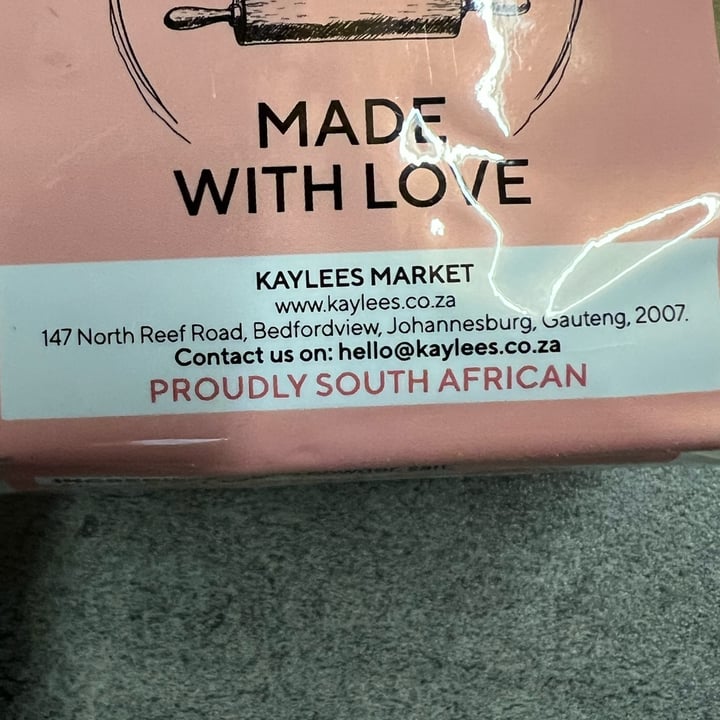 MADE
WITH LOVE
KAYLEES MARKET
www.kaylees.co.za
147 North Reef Road, Bedfordview, Johannesburg, Gauteng, 2007.
Contact us on: hello@kaylees.co.za
PROUDLY SOUTH AFRICAN